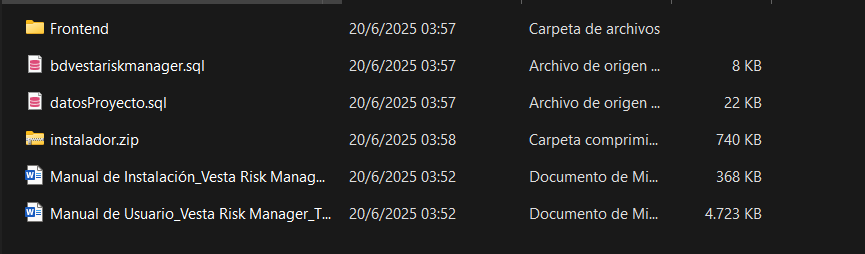 Frontend 20/6/2025 03:57 Carpeta de archivos
bdvestariskmanager.sql 20/6/2025 03:57 Archivo de origen ... 8 KB
datosProyecto.sql 20/6/2025 03:57 Archivo de origen ... 22 KB
instalador.zip 20/6/2025 03:58 Carpeta comprimi... 740 KB
Manual de Instalación_Vesta Risk Manag... 20/6/2025 03:52 Documento de Mi... 368 KB
Manual de Usuario_Vesta Risk Manager_T... 20/6/2025 03:52 Documento de Mi... 4.723 KB